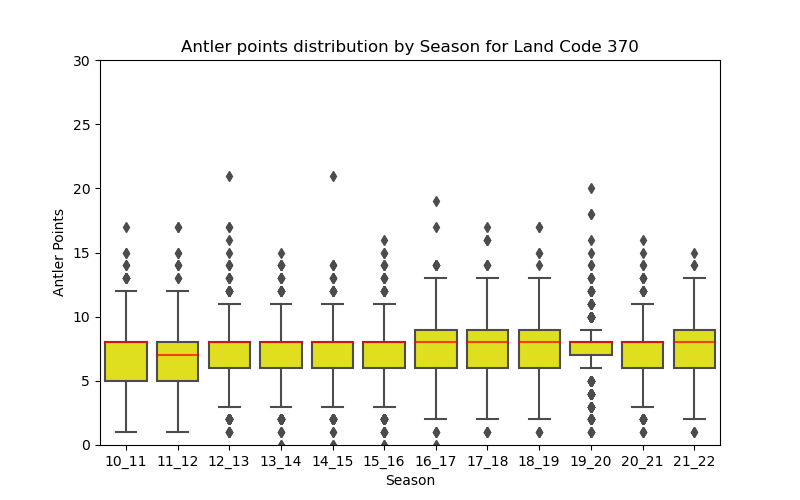 Antler points distribution by Season for Land Code 370
30
25
20
15
10
5
0
Antler Points
10_11 11_12 12_13 13_14 14_15 15_16 16_17 17_18 18_19 19_20 20_21 21_22
Season